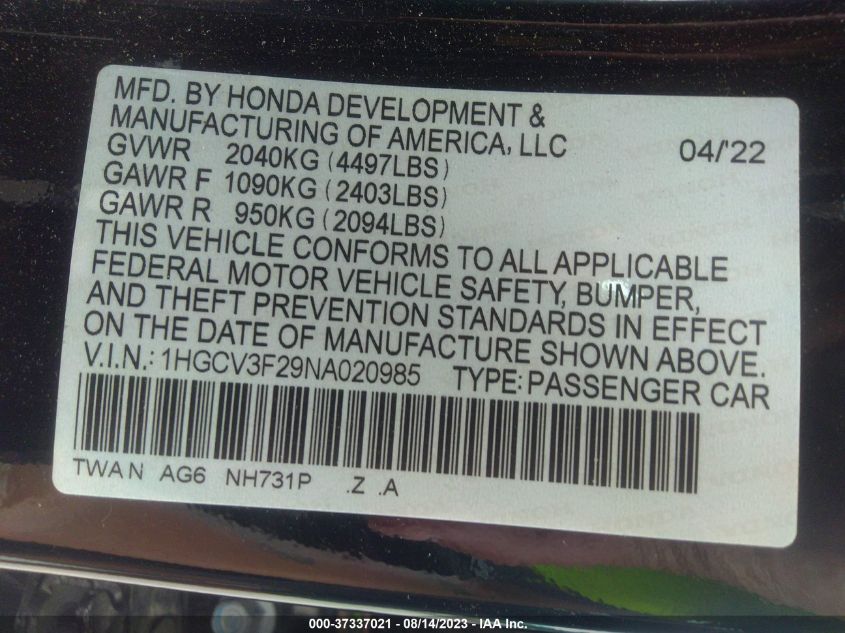 MFD. BY HONDA DEVELOPMENT &
MANUFACTURING OF AMERICA, LLC 04/'22
GVWR 2040KG (4497LBS)
GAWR F 1090KG (2403LBS)
GAWR R 950KG (2094LBS)
THIS VEHICLE CONFORMS TO ALL APPLICABLE
FEDERAL MOTOR VEHICLE SAFETY, BUMPER,
AND THEFT PREVENTION STANDARDS IN EFFECT
ON THE DATE OF MANUFACTURE SHOWN ABOVE.
V.I.N.: 1HGCV3F29NA020985 TYPE: PASSENGER CAR
TWA N AG6 NH731P .Z .A
000-37337021 - 08/14/2023 - IAA Inc.